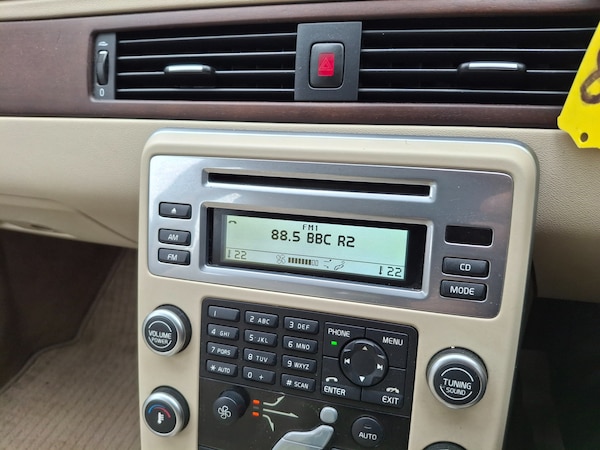 0
FM1
88.5 BBC R2
22
22
AM
FM
CD
MODE
VOLUME
POWER
1
2 ABC
3 DEF
PHONE
MENU
4 GHI
5 JKL
6 MNO
7 PQRS
8 TUV
9 WXYZ
*AUTO
0 +
# SCAN
ENTER
EXIT
TUNING
SOUND
AUTO